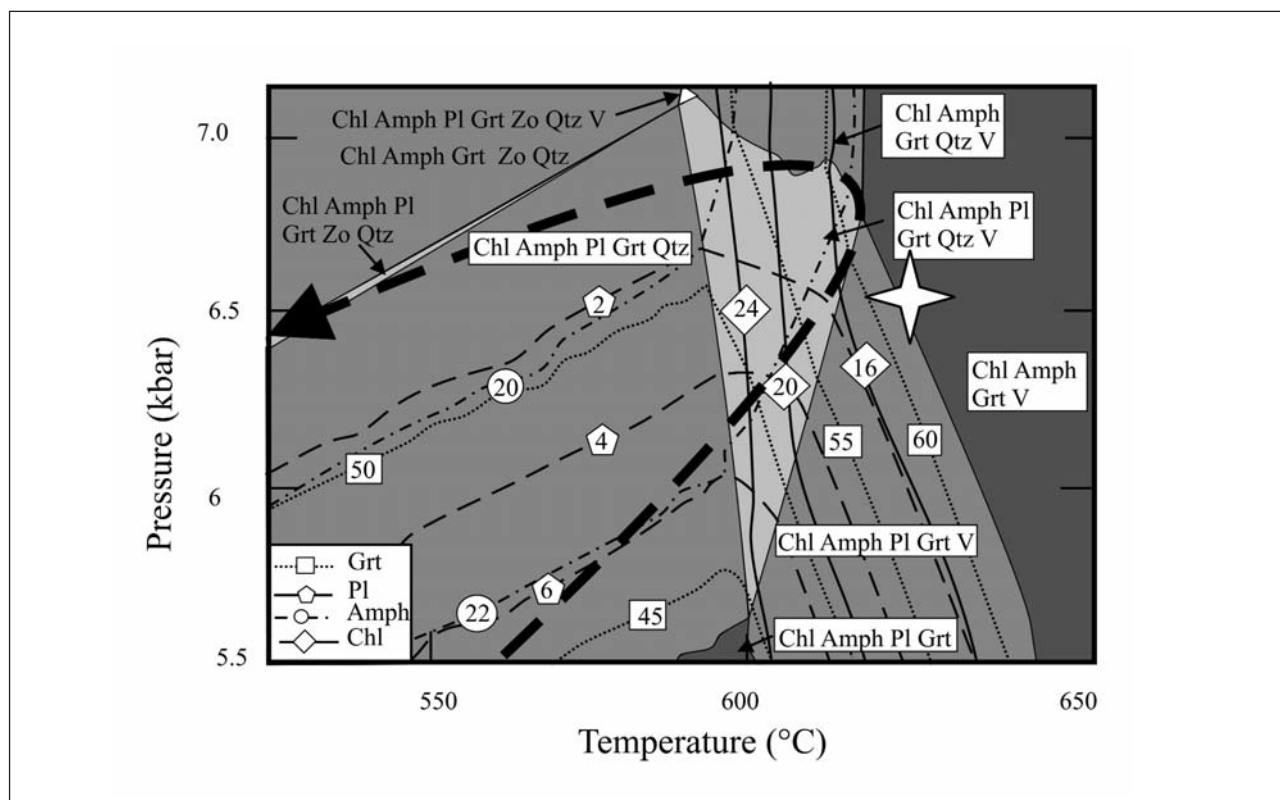 7.0
6.5
6
5.5
Pressure (kbar)
550
600
650
Temperature (°C)
Chl Amph Pl Grt Zo Qtz V
Chl Amph Grt Zo Qtz
Chl Amph Pl
Grt Zo Qtz
Chl Amph Pl Grt Qtz
Chl Amph
Grt Qtz V
Chl Amph Pl
Grt Qtz V
Chl Amph
Grt V
Chl Amph Pl Grt V
Chl Amph Pl Grt
2
24
20
20
16
4
50
55
60
6
22
45
Grt
Pl
Amph
Chl